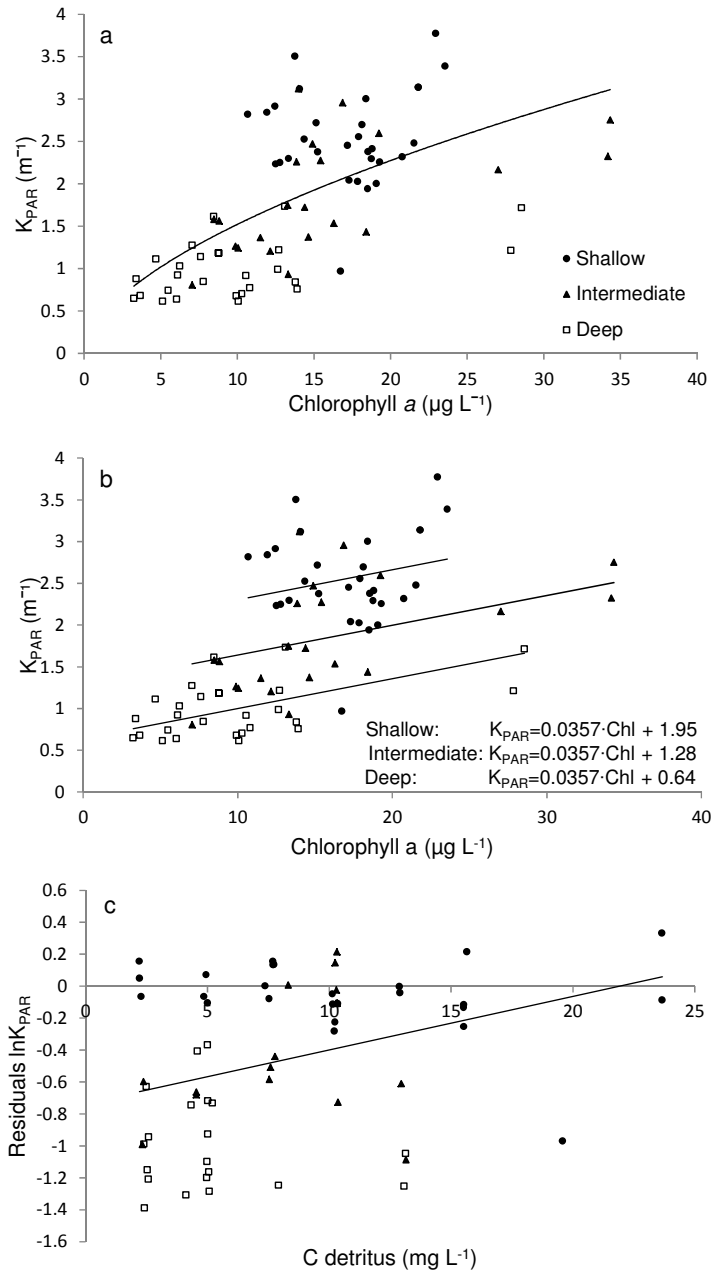 a
4
3.5
3
2.5
2
1.5
1
0.5
0
K_PAR (m⁻¹)
Shallow
Intermediate
Deep
0 5 10 15 20 25 30 35 40
Chlorophyll a (µg L⁻¹)
b
4
3.5
3
2.5
2
1.5
1
0.5
0
K_PAR (m⁻¹)
Shallow: K_PAR=0.0357·Chl + 1.95
Intermediate: K_PAR=0.0357·Chl + 1.28
Deep: K_PAR=0.0357·Chl + 0.64
0 10 20 30 40
Chlorophyll a (µg L⁻¹)
c
0.6
0.4
0.2
0
-0.2
-0.4
-0.6
-0.8
-1
-1.2
-1.4
-1.6
Residuals lnK_PAR
0 5 10 15 20 25
C detritus (mg L⁻¹)